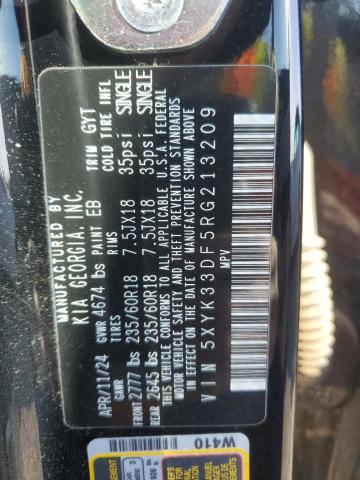 MANUFACTURED BY
KIA GEORGIA, INC.
APR/11/24 GVWR 4674 lbs PAINT EB TRIM GYT
GAWR TIRES RIMS COLD TIRE INFL
FRONT 2777 lbs 235/60R18 7.5JX18 35psi SINGLE
REAR 2645 lbs 235/60R18 7.5JX18 35psi SINGLE
THIS VEHICLE CONFORMS TO ALL APPLICABLE U.S.A. FEDERAL
MOTOR VEHICLE SAFETY AND THEFT PREVENTION STANDARDS
IN EFFECT ON THE DATE OF MANUFACTURE SHOWN ABOVE.
VIN 5XYK33DF5RG213209
MPV
W410